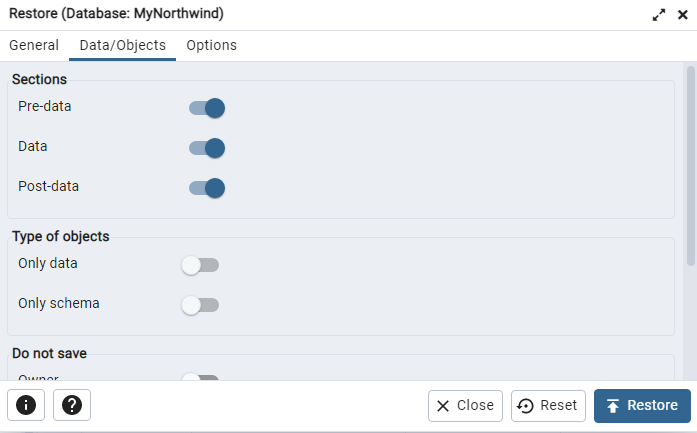 Restore (Database: MyNorthwind)
General Data/Objects Options
Sections
Pre-data
Data
Post-data
Type of objects
Only data
Only schema
Do not save
Owner
Close Reset Restore